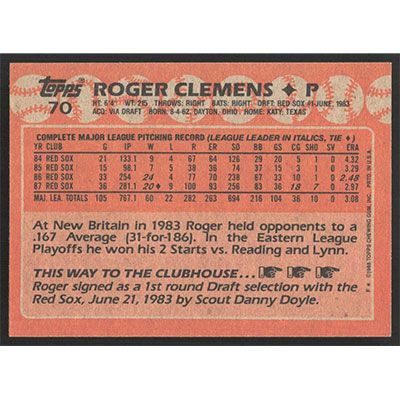 Topps®
70
ROGER CLEMENS ♦ P
HT: 6'4" WT: 215 THROWS: RIGHT BATS: RIGHT DRFT: RED SOX #1-JUNE, 1983
ACQ: VIA DRAFT BORN: 8-4-62, DAYTON, OHIO HOME: KATY, TEXAS
COMPLETE MAJOR LEAGUE PITCHING RECORD (LEAGUE LEADER IN ITALICS, TIE ♦)
YR CLUB G IP W L R ER SO BB GS CG SHO SV ERA
84 RED SOX 21 133.1 9 4 67 64 126 29 20 5 1 0 4.32
85 RED SOX 15 98.1 7 5 38 36 74 37 15 3 1 0 3.29
86 RED SOX 33 254 24 4 77 70 238 67 33 10 1 0 2.48
87 RED SOX 36 281.1 20♦ 9 100 93 256 83 36 18 7 0 2.97
MAJ. LEA. TOTALS 105 767 60 22 282 263 694 216 104 36 10 0 3.08
At New Britain in 1983 Roger held opponents to a
167 Average (31-for-186). In the Eastern League
Playoffs he won his 2 Starts vs. Reading and Lynn.
THIS WAY TO THE CLUBHOUSE...
Roger signed as a 1st round Draft selection with the
Red Sox, June 21, 1983 by Scout Danny Doyle.
©1988 TOPPS CHEWING GUM, INC. PRTD. IN U.S.A.